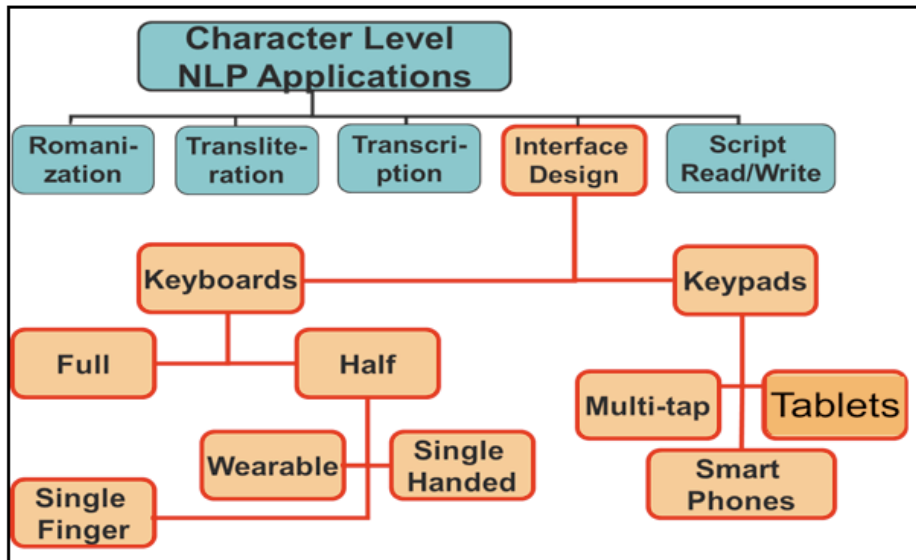 Character Level
NLP Applications
Romani-
zation
Translite-
ration
Transcri-
ption
Interface
Design
Script
Read/Write
Keyboards
Keypads
Full
Half
Multi-tap
Tablets
Wearable
Single
Handed
Smart
Phones
Single
Finger